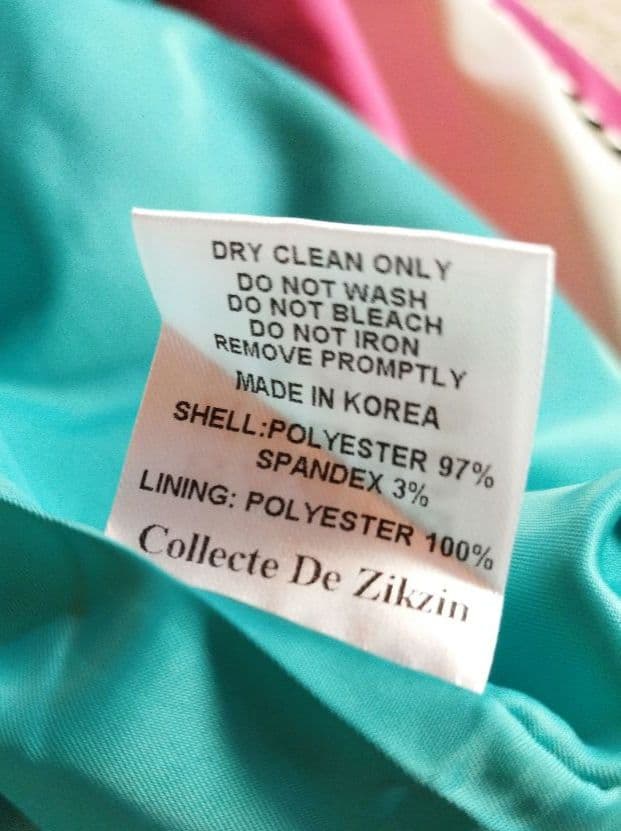 DRY CLEAN ONLY
DO NOT WASH
DO NOT BLEACH
DO NOT IRON
REMOVE PROMPTLY
MADE IN KOREA
SHELL:POLYESTER 97%
SPANDEX 3%
LINING: POLYESTER 100%
Collecte De Zikzin